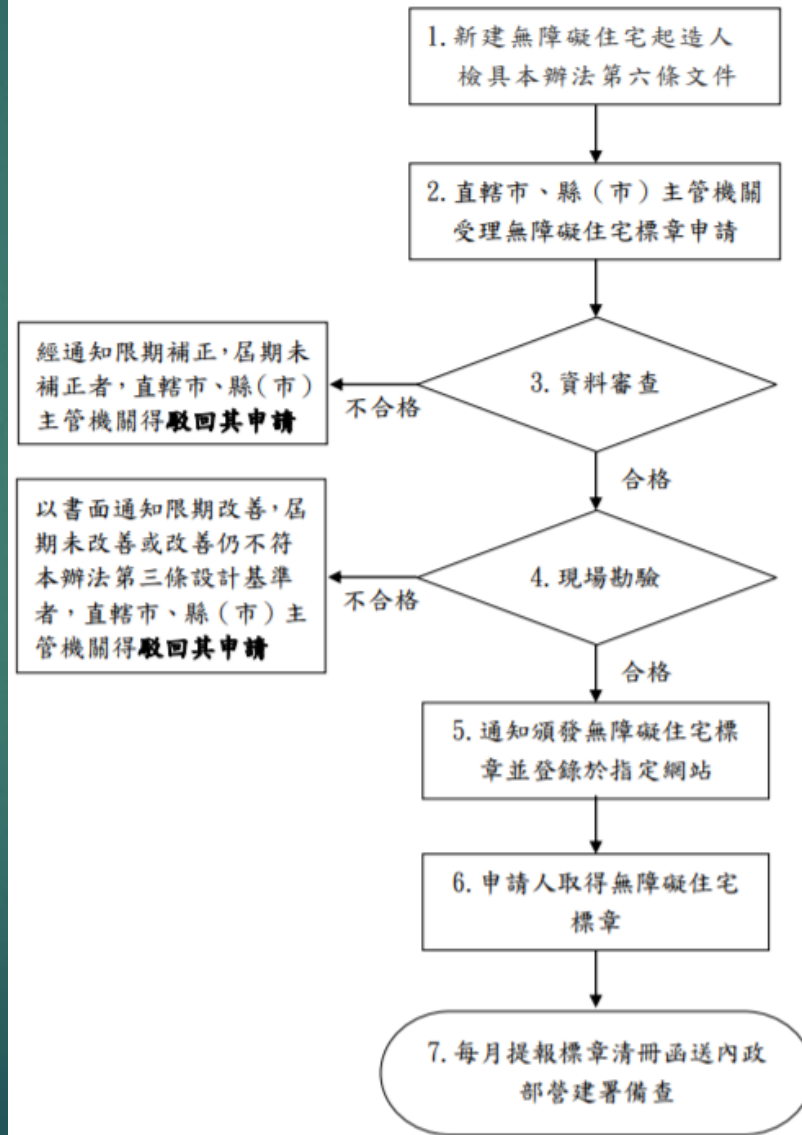 1.新建無障礙住宅起造人
檢具本辦法第六條文件
2.直轄市、縣（市）主管機關
受理無障礙住宅標章申請
3.資料審查
不合格
經通知限期補正，屆期未
補正者，直轄市、縣（市）
主管機關得駁回其申請
合格
4.現場勘驗
不合格
以書面通知限期改善，屆
期未改善或改善仍不符
本辦法第三條設計基準
者，直轄市、縣（市）主
管機關得駁回其申請
合格
5.通知頒發無障礙住宅標
章並登錄於指定網站
6.申請人取得無障礙住宅
標章
7.每月提報標章清冊函送內政
部營建署備查